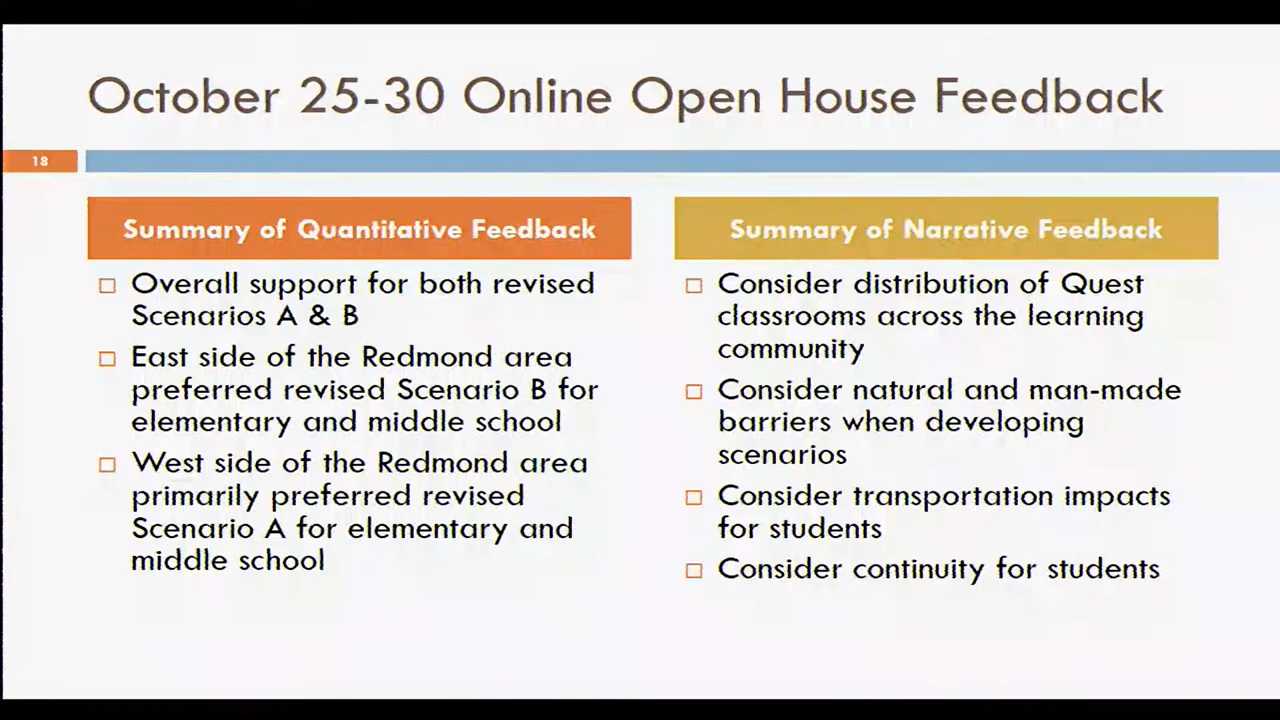 October 25-30 Online Open House Feedback
18
Summary of Quantitative Feedback
Overall support for both revised
Scenarios A & B
East side of the Redmond area
preferred revised Scenario B for
elementary and middle school
West side of the Redmond area
primarily preferred revised
Scenario A for elementary and
middle school
Summary of Narrative Feedback
Consider distribution of Quest
classrooms across the learning
community
Consider natural and man-made
barriers when developing
scenarios
Consider transportation impacts
for students
Consider continuity for students